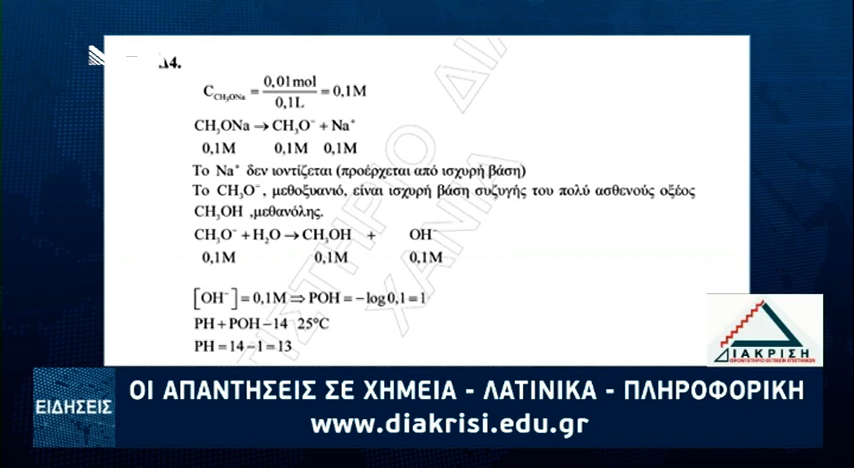 Δ4.
C CH₃ONa = 0,01mol / 0,1L = 0,1M
CH₃ONa → CH₃O⁻ + Na⁺
0,1M 0,1M 0,1M
Το Na⁺ δεν ιοντίζεται (προέρχεται από ισχυρή βάση)
Το CH₃O⁻, μεθοξυανιό, είναι ισχυρή βάση συζυγής του πολύ ασθενούς οξέος
CH₃OH ,μεθανόλης.
CH₃O⁻ + H₂O → CH₃OH + OH⁻
0,1M 0,1M 0,1M
[OH⁻] = 0,1M ⇒ POH = −log0,1 = 1
PH + POH − 14 25°C
PH = 14 − 1 = 13
ΧΑΝΙΑ
ΔΙΑΚΡΙΣΗ
ΕΙΔΗΣΕΙΣ
ΟΙ ΑΠΑΝΤΗΣΕΙΣ ΣΕ ΧΗΜΕΙΑ - ΛΑΤΙΝΙΚΑ - ΠΛΗΡΟΦΟΡΙΚΗ
www.diakrisi.edu.gr